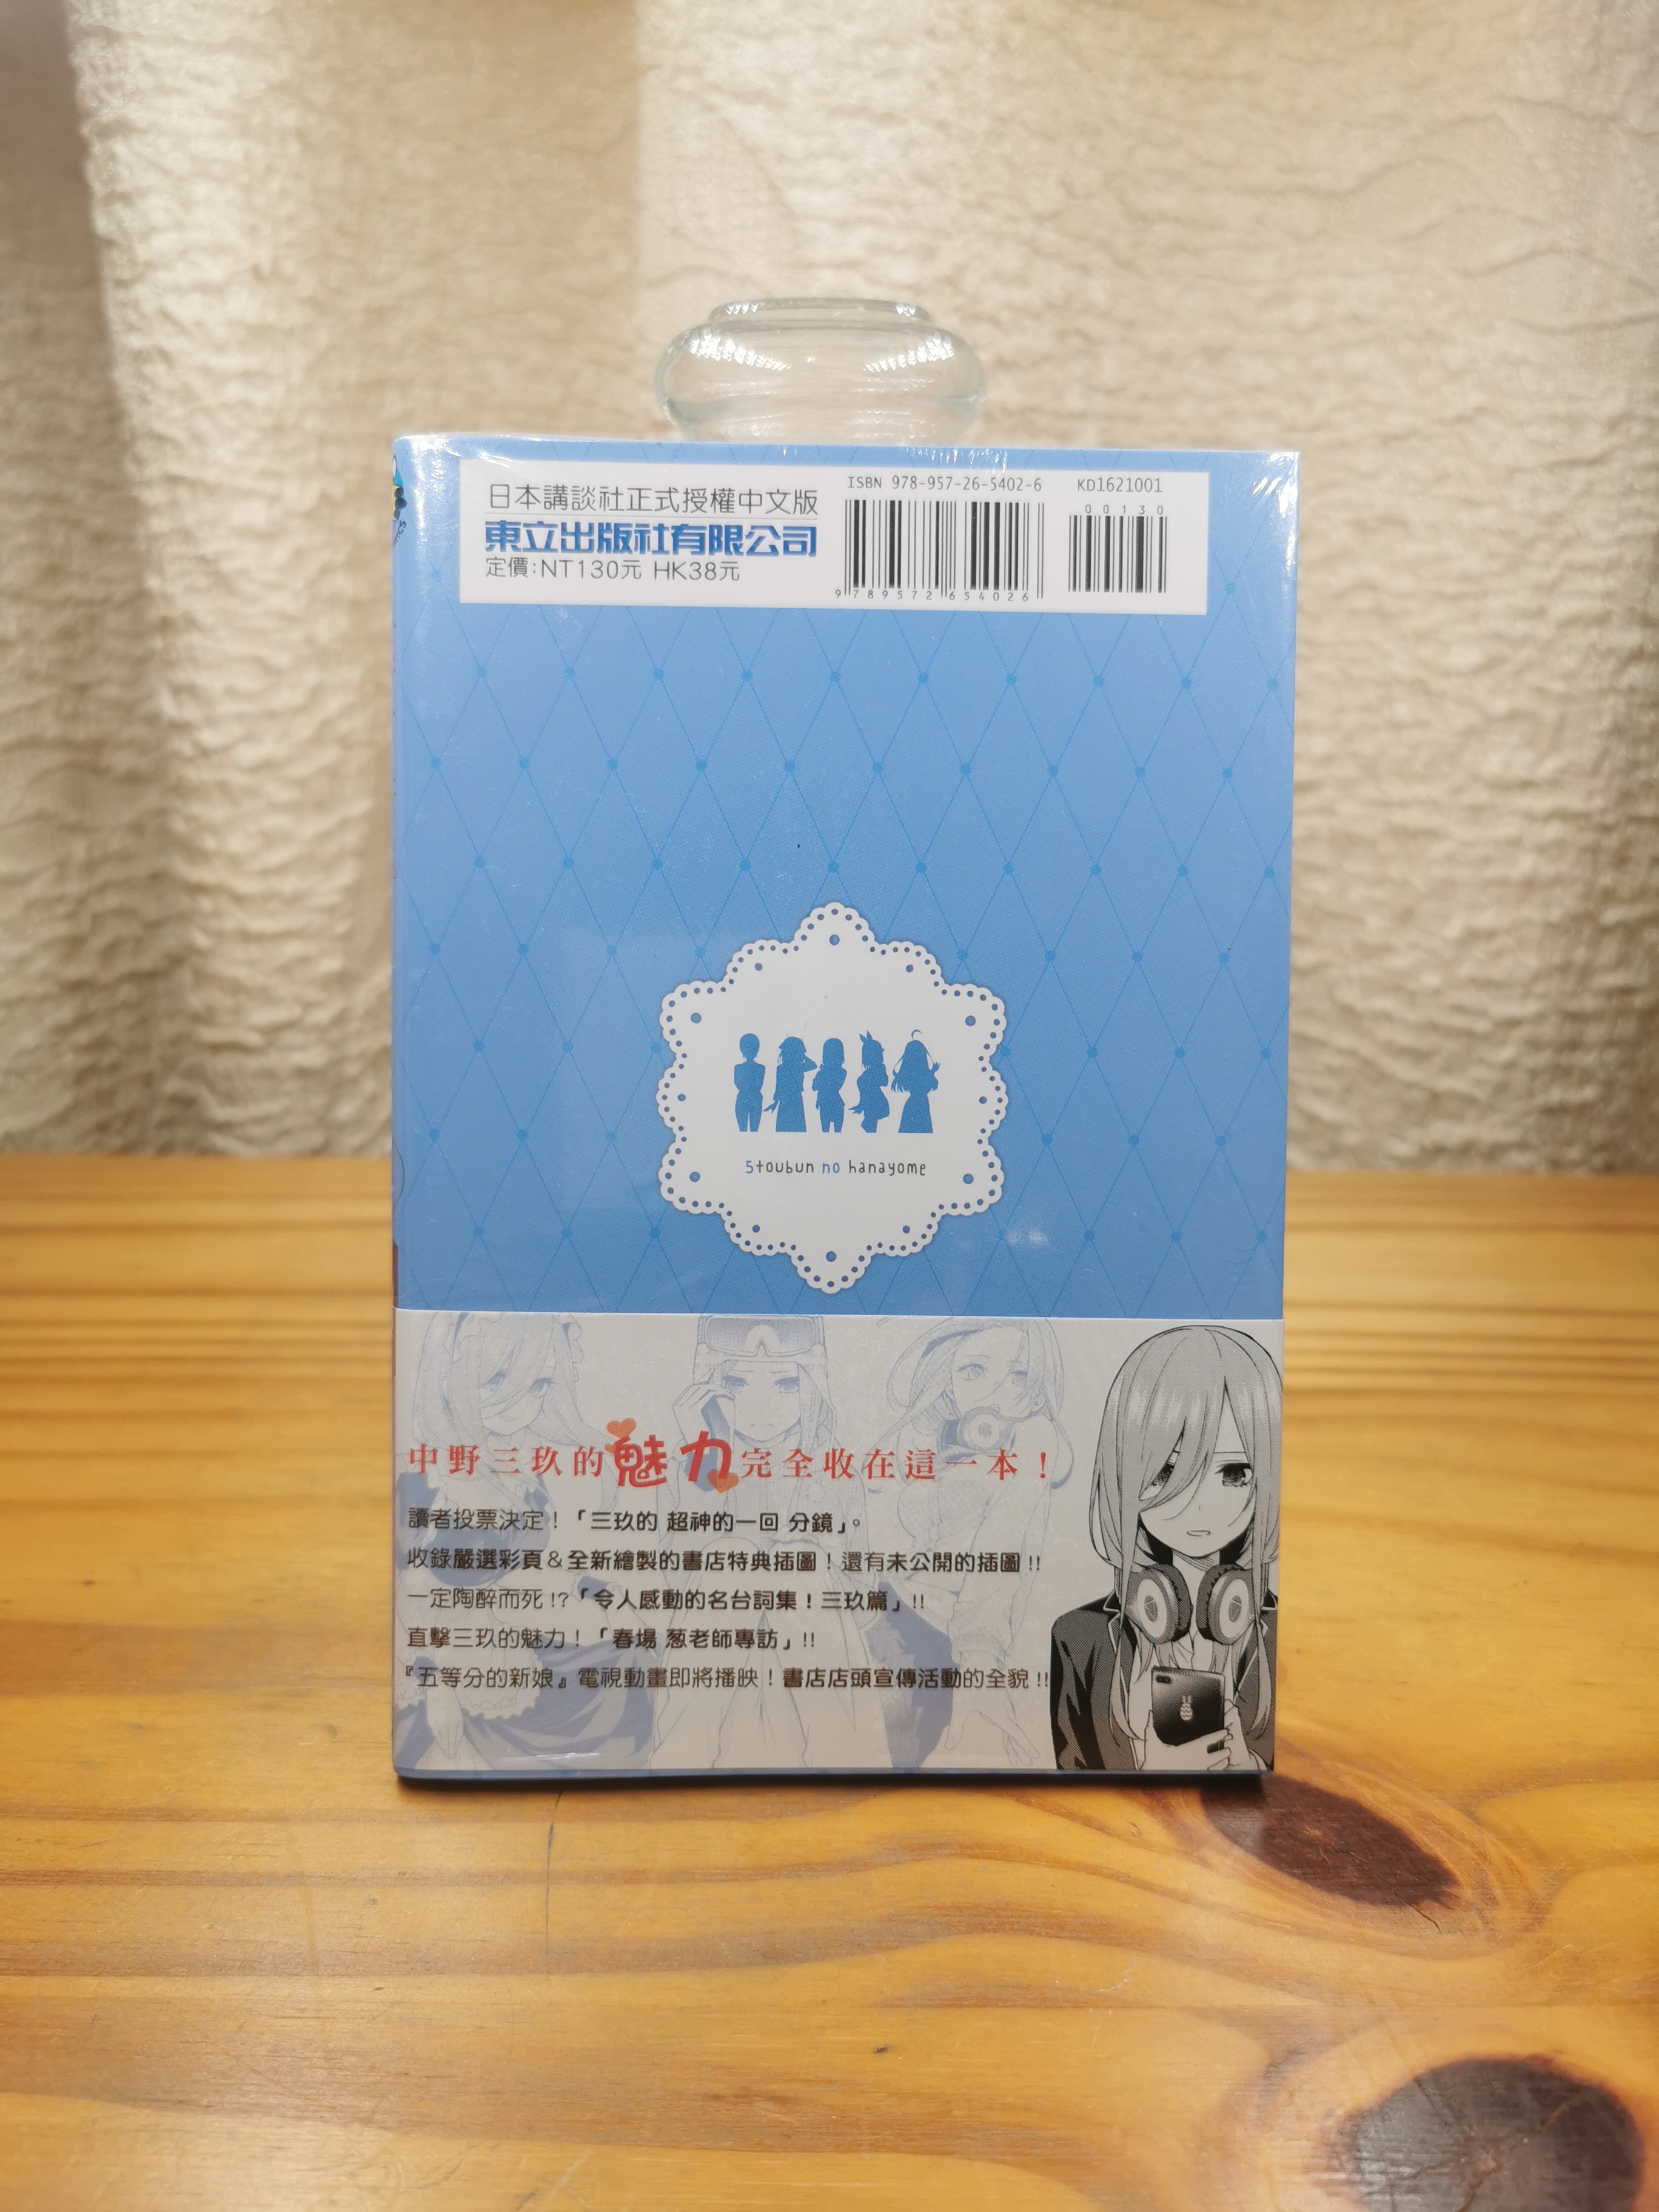 日本講談社正式授權中文版
東立出版社有限公司
定價:NT130元 HK38元
ISBN 978-957-26-5402-6
KD1621001
00130
9789572654026
5toubun no hanayome
中野三玖的魅力完全收在這一本！
讀者投票決定！「三玖的 超神的一回 分鏡」。
收錄嚴選彩頁＆全新繪製的書店特典插圖！還有未公開的插圖!!
一定陶醉而死!?「令人感動的名台詞集！三玖篇」!!
直擊三玖的魅力！「春場 葱老師專訪」!!
『五等分的新娘』電視動畫即將播映！書店店頭宣傳活動的全貌!!